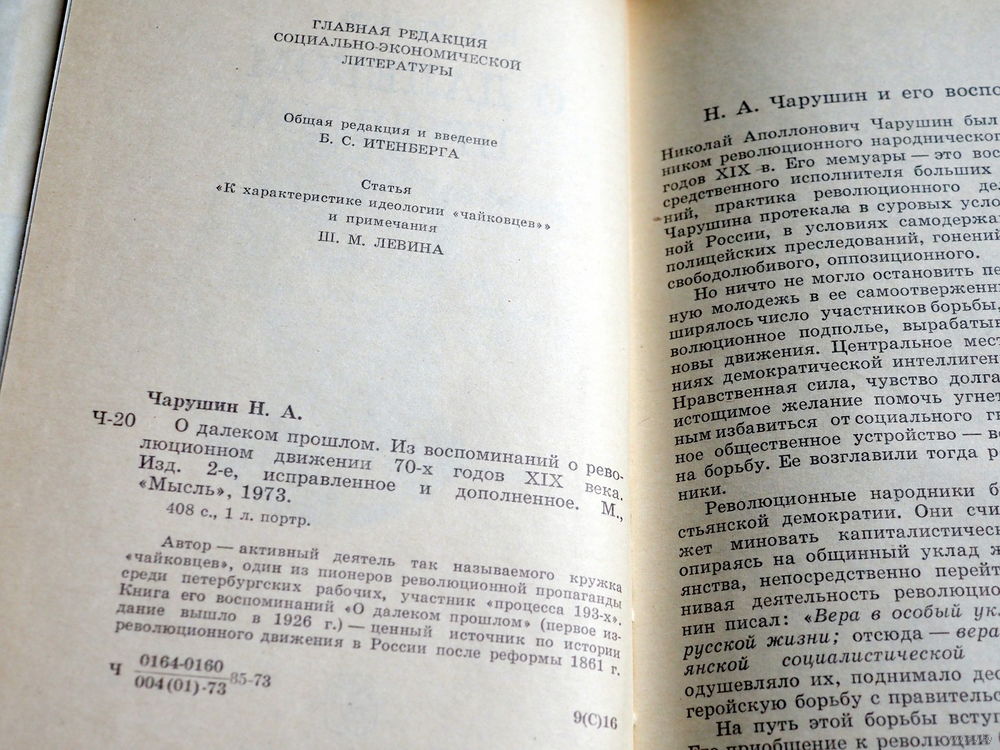 ГЛАВНАЯ РЕДАКЦИЯ
СОЦИАЛЬНО-ЭКОНОМИЧЕСКОЙ
ЛИТЕРАТУРЫ
Общая редакция и введение
Б. С. ИТЕНБЕРГА
Статья
«К характеристике идеологии «чайковцев»»
и примечания
Ш. М. ЛЕВИНА
Чарушин Н. А.
Ч-20 О далеком прошлом. Из воспоминаний о рево-
люционном движении 70-х годов XIX века.
Изд. 2-е, исправленное и дополненное. М.,
«Мысль», 1973.
408 с., 1 л. портр.
Автор — активный деятель так называемого кружка
«чайковцев», один из пионеров революционной пропаганды
среди петербургских рабочих, участник «процесса 193-х».
Книга его воспоминаний «О далеком прошлом» (первое из-
дание вышло в 1926 г.) — ценный источник по истории
революционного движения в России после реформы 1861 г.
Ч 0164-0160
004(01)-73 85-73
9(С)16
Н. А. Чарушин и его воспо
Николай Аполлонович Чарушин был
ником революционного народническог
годов XIX в. Его мемуары — это вос
средственного исполнителя больших
ний, практика революционного де
Чарушина протекала в суровых усло
ной России, в условиях самодержа
полицейских преследований, гонений
свободолюбивого, оппозиционного.
Но ничто не могло остановить пе
ную молодежь в ее самоотверженн
ширялось число участников борьбы,
волюционное подполье, вырабатыв
новы движения. Центральное мест
ниях демократической интеллиген
Нравственная сила, чувство долга
истощимое желание помочь угнет
ным избавиться от социального г
ное общественное устройство — в
на борьбу. Ее возглавили тогда р
ники.
Революционные народники б
стьянской демократии. Они счи
жет миновать капиталистичес
опираясь на общинный уклад ж
янства, непосредственно перейт
нивая деятельность революцио
нин писал: «Вера в особый ук
русской жизни; отсюда — вера
янской социалистической
одушевляло их, поднимало дес
геройскую борьбу с правительс
На путь этой борьбы вступ
Его приобщение к революции